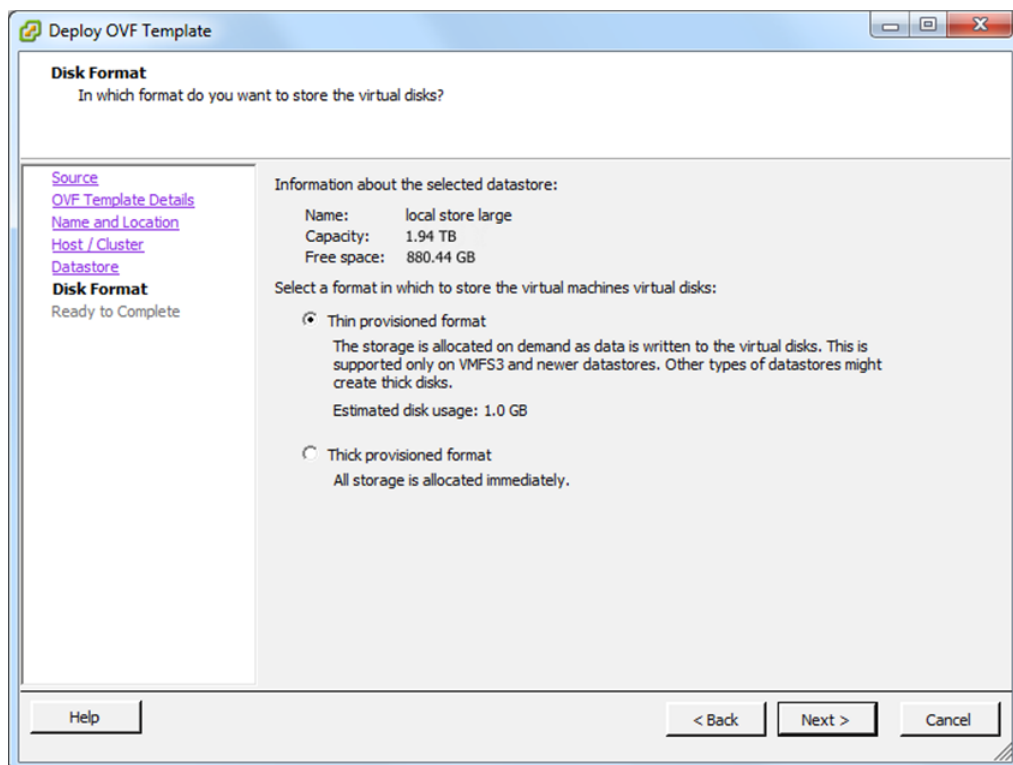 Deploy OVF Template
Disk Format
In which format do you want to store the virtual disks?
Source
OVF Template Details
Name and Location
Host / Cluster
Datastore
Disk Format
Ready to Complete
Information about the selected datastore:
Name: local store large
Capacity: 1.94 TB
Free space: 880.44 GB
Select a format in which to store the virtual machines virtual disks:
Thin provisioned format
The storage is allocated on demand as data is written to the virtual disks. This is
supported only on VMFS3 and newer datastores. Other types of datastores might
create thick disks.
Estimated disk usage: 1.0 GB
Thick provisioned format
All storage is allocated immediately.
Help
< Back
Next >
Cancel